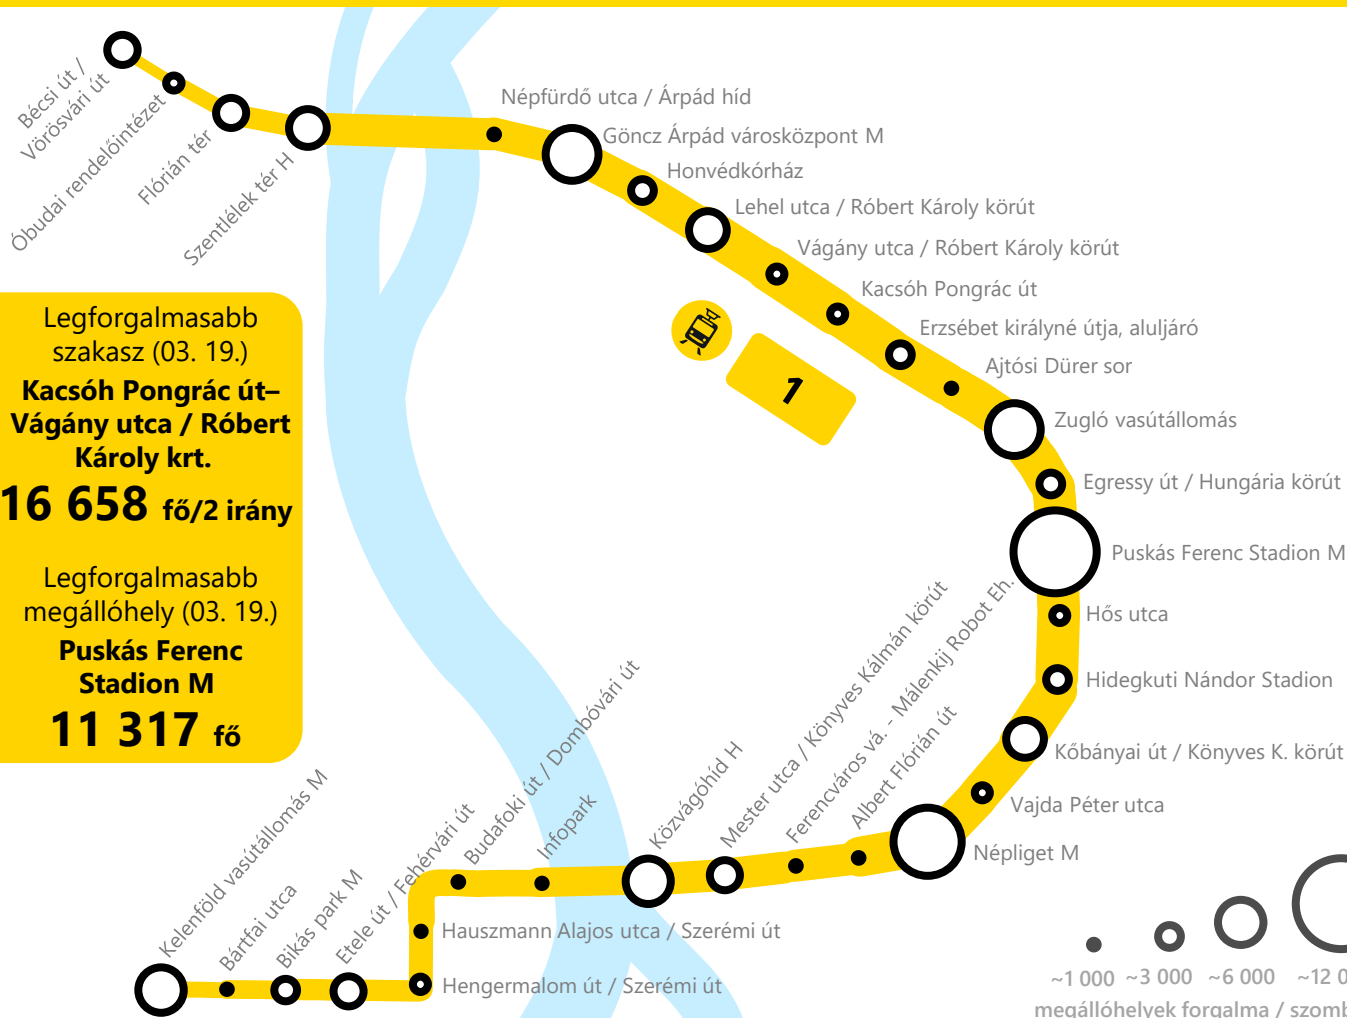 Bécsi út /
Vörösvári út
Óbudai rendelőintézet
Flórián tér
Szentlélek tér H
Népfürdő utca / Árpád híd
Göncz Árpád városközpont M
Honvédkórház
Lehel utca / Róbert Károly körút
Vágány utca / Róbert Károly körút
Kacsóh Pongrác út
Erzsébet királyné útja, aluljáró
Ajtósi Dürer sor
Zugló vasútállomás
Egressy út / Hungária körút
Puskás Ferenc Stadion M
Hős utca
Hidegkuti Nándor Stadion
Kőbányai út / Könyves K. körút
Vajda Péter utca
Népliget M
Albert Flórián út
Ferencváros vá. - Málenkij Robot Eh.
Mester utca / Könyves Kálmán körút
Közvágóhíd H
Infopark
Budafoki út / Dombóvári út
Hauszmann Alajos utca / Szerémi út
Hengermalom út / Szerémi út
Etele út / Fehérvári út
Bikás park M
Bártfai utca
Kelenföld vasútállomás M
1
Legforgalmasabb
szakasz (03. 19.)
Kacsóh Pongrác út–
Vágány utca / Róbert
Károly krt.
16 658 fő/2 irány
Legforgalmasabb
megállóhely (03. 19.)
Puskás Ferenc
Stadion M
11 317 fő
~1 000 ~3 000 ~6 000 ~12 0
megállóhelyek forgalma / szomb